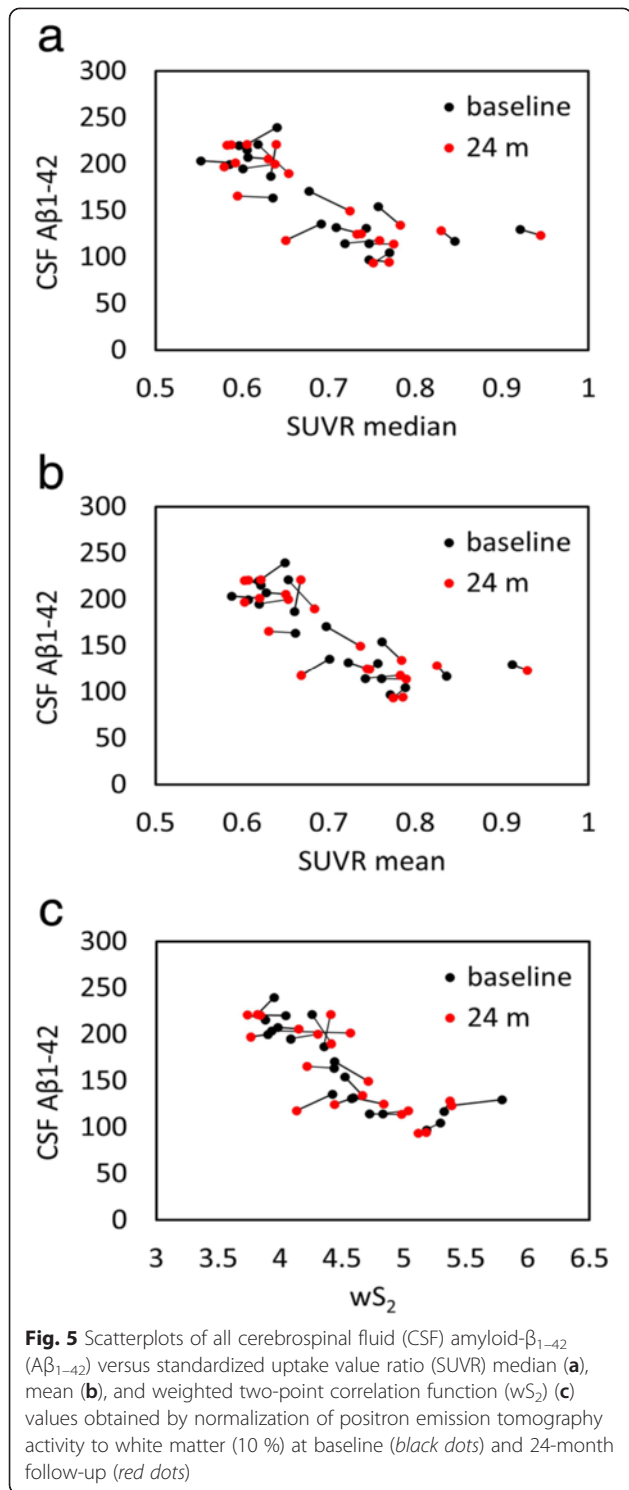 a
300
250
200
150
100
50
0
CSF Aβ1-42
baseline
24 m
0.5 0.6 0.7 0.8 0.9 1
SUVR median
b
300
250
200
150
100
50
0
CSF Aβ1-42
baseline
24 m
0.5 0.6 0.7 0.8 0.9 1
SUVR mean
c
300
250
200
150
100
50
0
CSF Aβ1-42
baseline
24 m
3 3.5 4 4.5 5 5.5 6 6.5
wS₂
Fig. 5 Scatterplots of all cerebrospinal fluid (CSF) amyloid-β₁₋₄₂
(Aβ₁₋₄₂) versus standardized uptake value ratio (SUVR) median (a),
mean (b), and weighted two-point correlation function (wS₂) (c)
values obtained by normalization of positron emission tomography
activity to white matter (10 %) at baseline (black dots) and 24-month
follow-up (red dots)